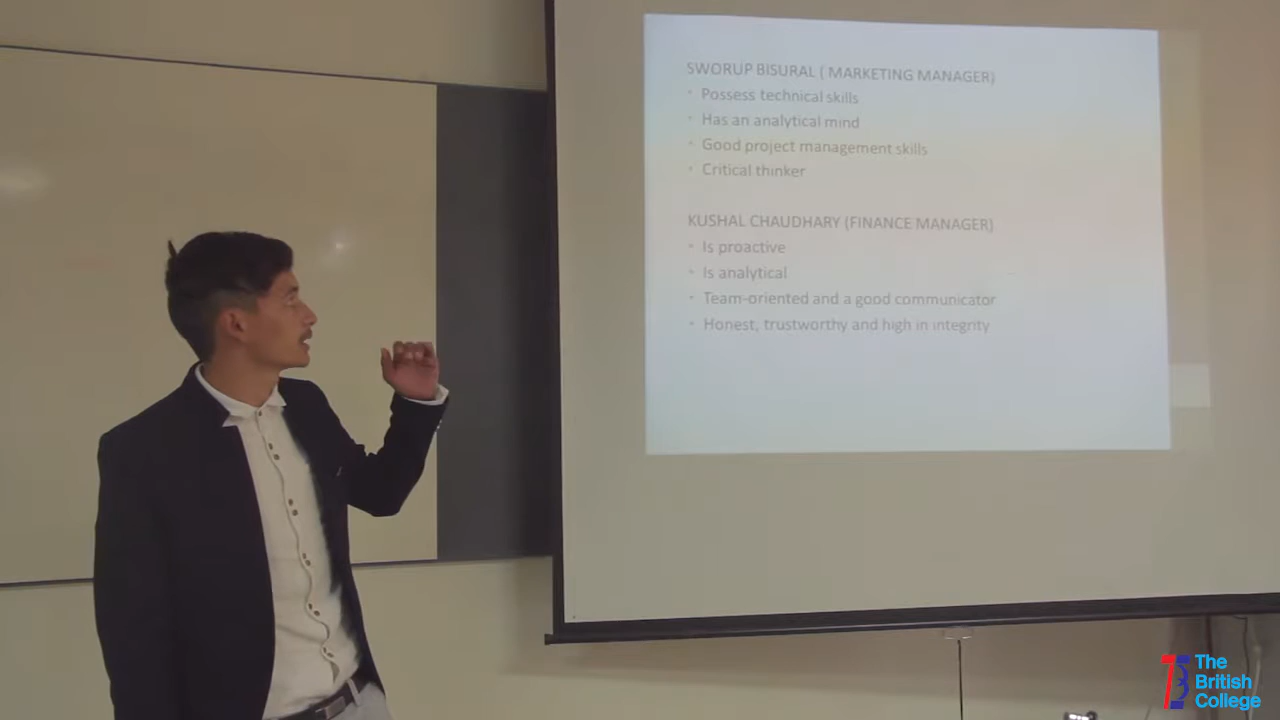 SWORUP BISURAL ( MARKETING MANAGER)
• Possess technical skills
• Has an analytical mind
• Good project management skills
• Critical thinker
KUSHAL CHAUDHARY (FINANCE MANAGER)
• Is proactive
• Is analytical
• Team-oriented and a good communicator
• Honest, trustworthy and high in integrity
The
British
College